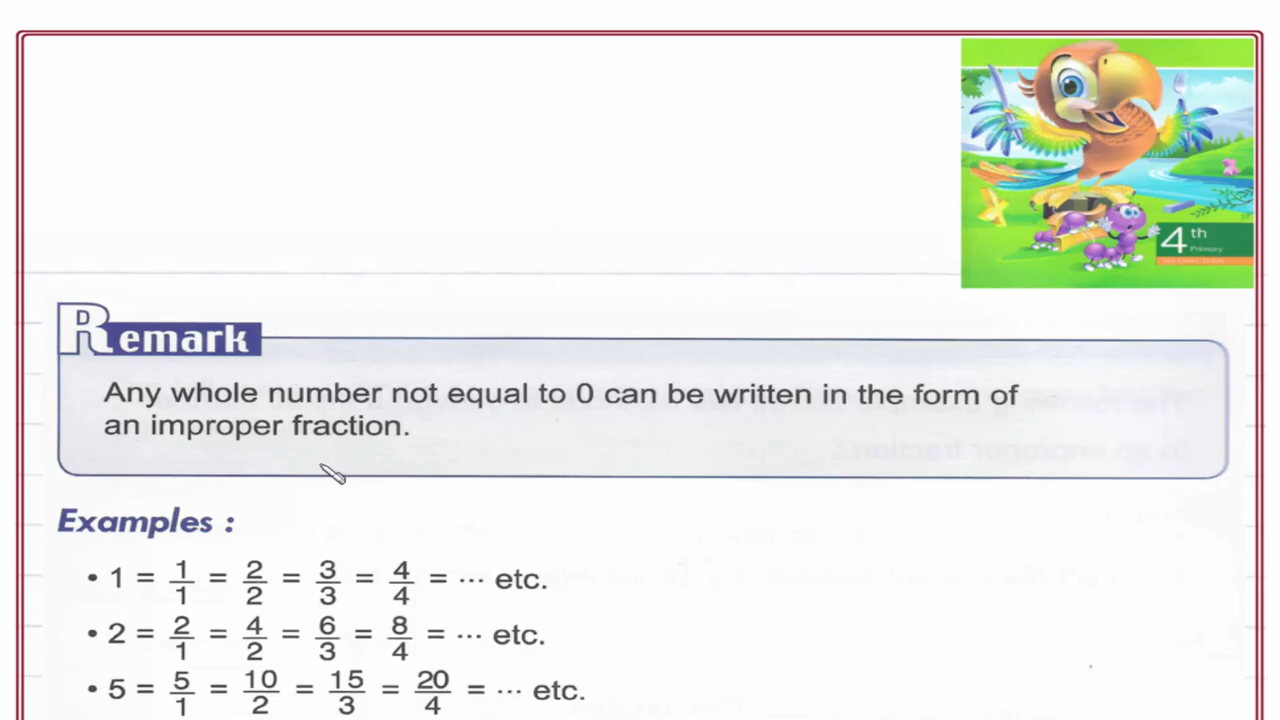 4th
Primary
Remark
Any whole number not equal to 0 can be written in the form of
an improper fraction.
Examples :
• 1 = 1/1 = 2/2 = 3/3 = 4/4 = ... etc.
• 2 = 2/1 = 4/2 = 6/3 = 8/4 = ... etc.
• 5 = 5/1 = 10/2 = 15/3 = 20/4 = ... etc.